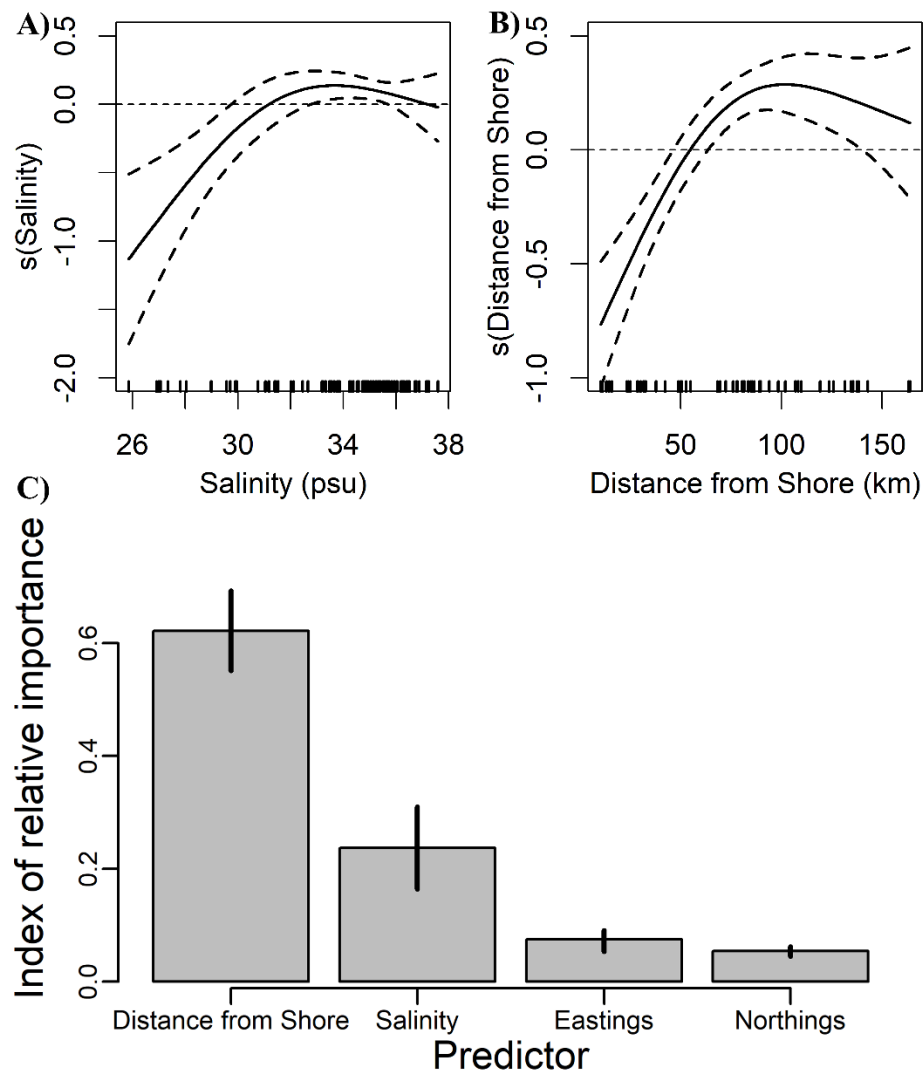 A)
s(Salinity)
0.5
0.0
-1.0
-2.0
26 30 34 38
Salinity (psu)
B)
s(Distance from Shore)
0.5
0.0
-0.5
-1.0
50 100 150
Distance from Shore (km)
C)
Index of relative importance
0.6
0.4
0.2
0.0
Distance from Shore Salinity Eastings Northings
Predictor